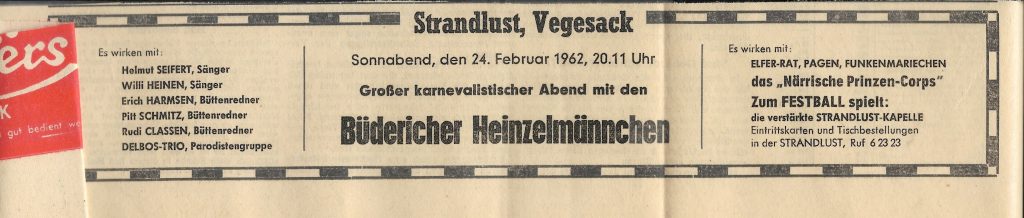 Strandlust, Vegesack
Es wirken mit:
Helmut SEIFERT, Sänger
Willi HEINEN, Sänger
Erich HARMSEN, Büttenredner
Pitt SCHMITZ, Büttenredner
Rudi CLASSEN, Büttenredner
DELBOS-TRIO, Parodistengruppe
Sonnabend, den 24. Februar 1962, 20.11 Uhr
Großer karnevalistischer Abend mit den
Büdericher Heinzelmännchen
Es wirken mit:
ELFER-RAT, PAGEN, FUNKENMARIECHEN
das „Närrische Prinzen-Corps"
Zum FESTBALL spielt:
die verstärkte STRANDLUST-KAPELLE
Eintrittskarten und Tischbestellungen
in der STRANDLUST, Ruf 6 23 23
ers
K
gut bedient